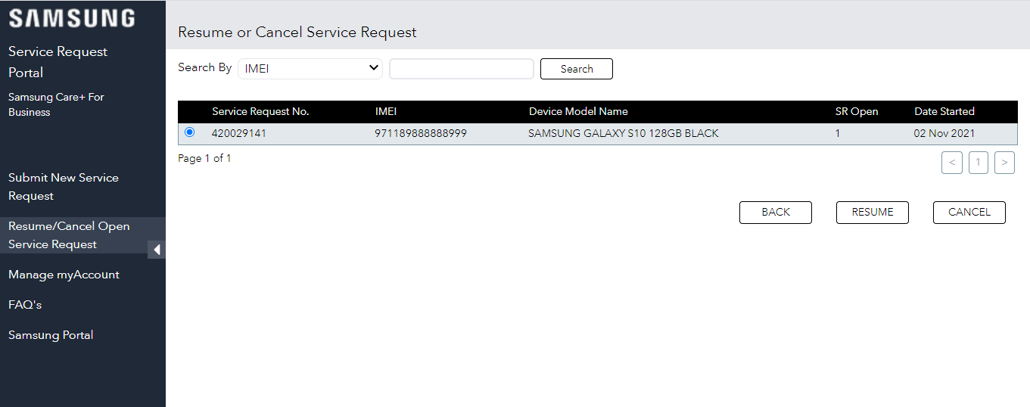 SAMSUNG
Service Request
Portal
Samsung Care+ For
Business
Submit New Service
Request
Resume/Cancel Open
Service Request
Manage myAccount
FAQ's
Samsung Portal
Resume or Cancel Service Request
Search By IMEI Search
Service Request No. IMEI Device Model Name SR Open Date Started
420029141 971189888888999 SAMSUNG GALAXY S10 128GB BLACK 1 02 Nov 2021
Page 1 of 1 < 1 >
BACK RESUME CANCEL